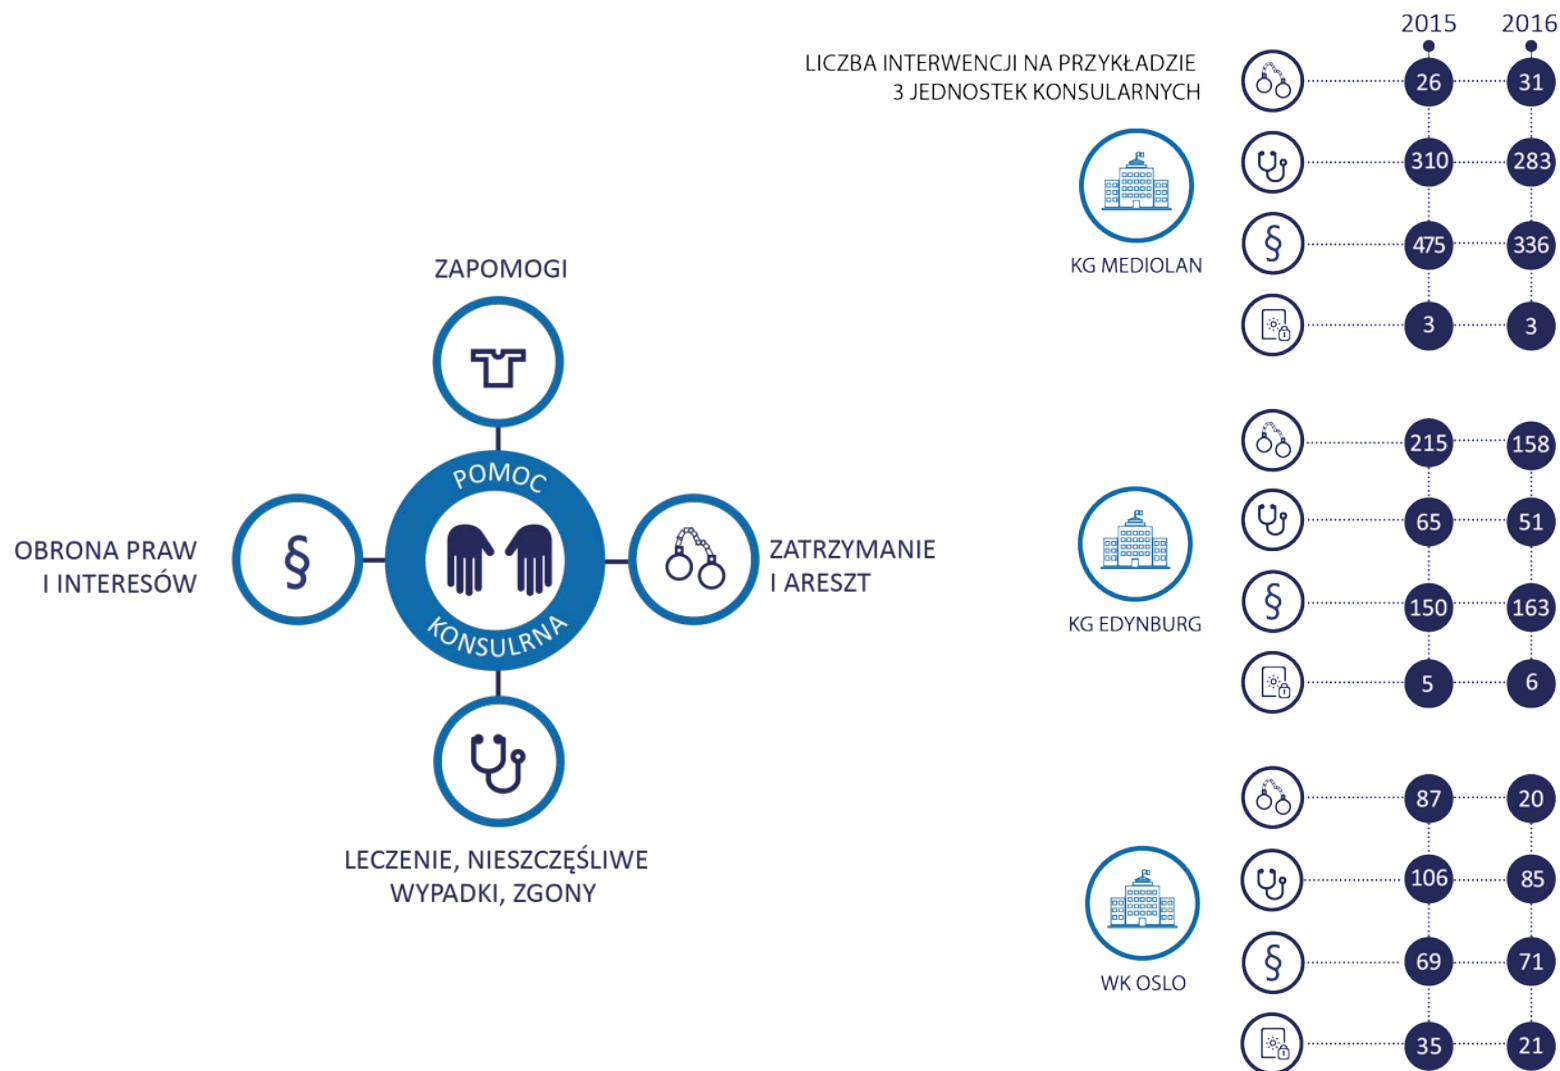 ZAPOMOGI
OBRONA PRAW
I INTERESÓW
§
POMOC
KONSULRNA
ZATRZYMANIE
I ARESZT
LECZENIE, NIESZCZĘŚLIWE
WYPADKI, ZGONY
2015 2016
LICZBA INTERWENCJI NA PRZYKŁADZIE
3 JEDNOSTEK KONSULARNYCH
KG MEDIOLAN
26 31
310 283
§ 475 336
3 3
KG EDYNBURG
215 158
65 51
§ 150 163
5 6
WK OSLO
87 20
106 85
§ 69 71
35 21